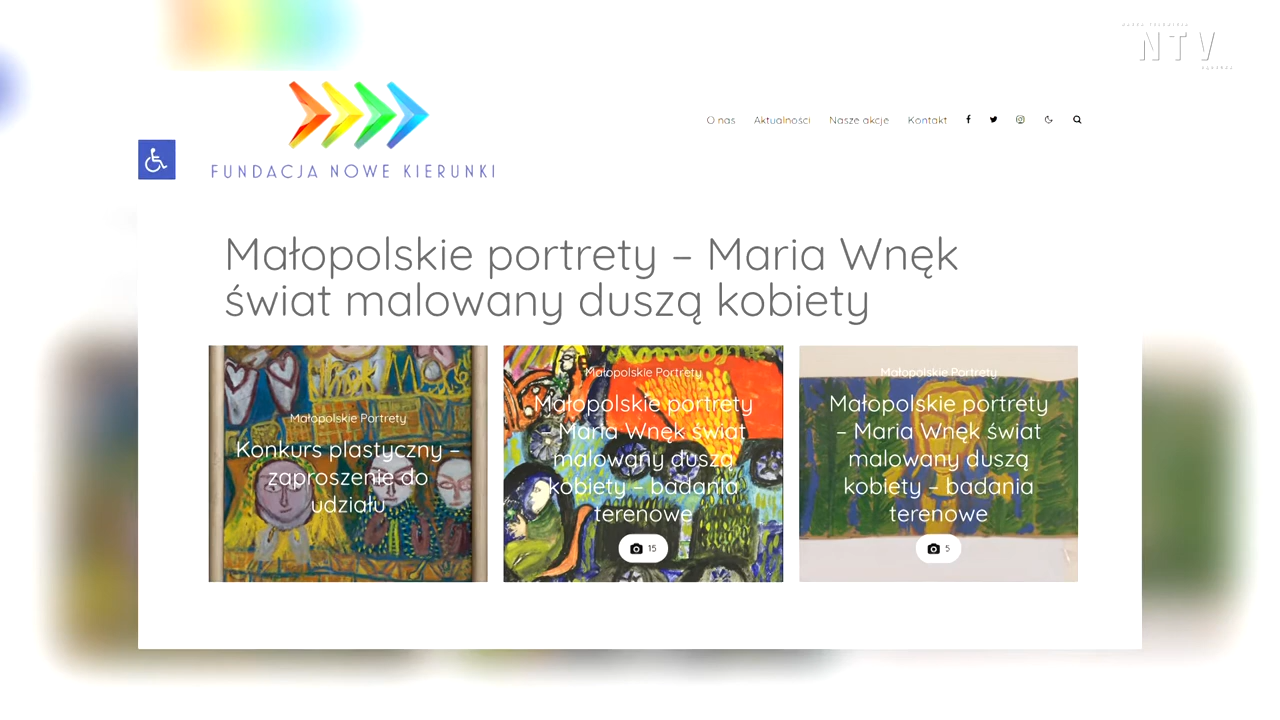 NTV
FUNDACJA NOWE KIERUNKI
O nas Aktualnosci Nasze akcje Kontakt
Małopolskie portrety – Maria Wnęk
świat malowany duszą kobiety
Małopolskie Portrety
Konkurs plastyczny –
zaproszenie do
udziału
Małopolskie Portrety
Małopolskie portrety
– Maria Wnęk świat
malowany duszą
kobiety – badania
terenowe
15
Małopolskie Portrety
Małopolskie portrety
– Maria Wnęk świat
malowany duszą
kobiety – badania
terenowe
5